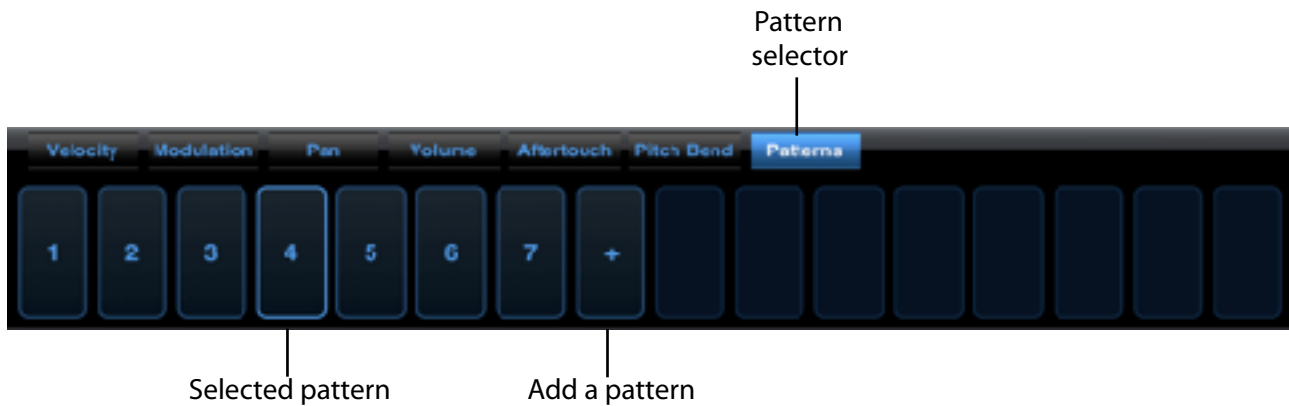 Pattern
selector
Velocity Modulation Pan Volume Aftertouch Pitch Bend Patterns
1 2 3 4 5 6 7 +
Selected pattern Add a pattern